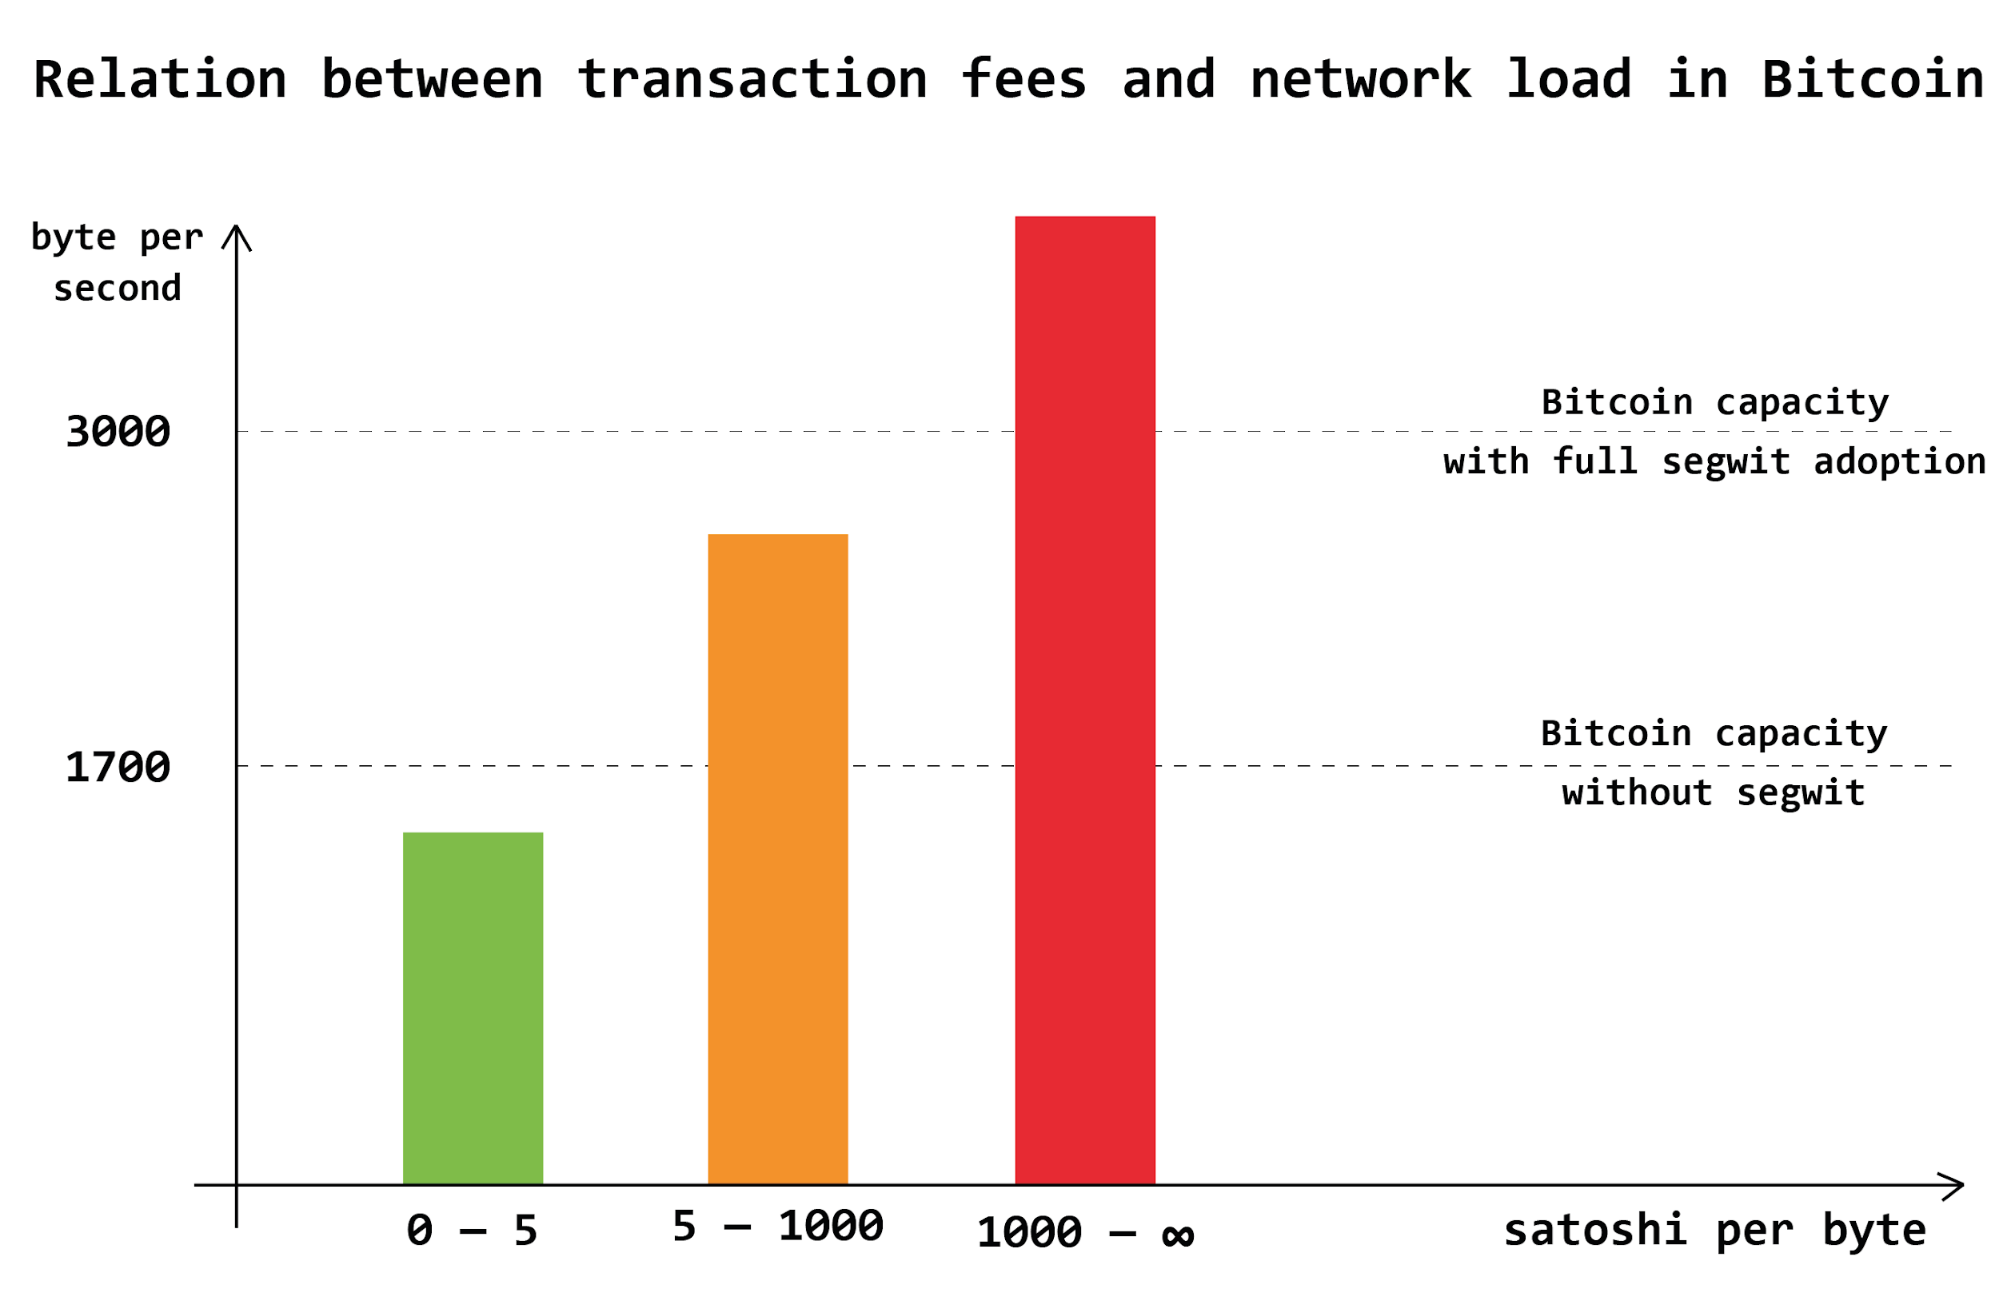 Relation between transaction fees and network load in Bitcoin
byte per
second
3000
Bitcoin capacity
with full segwit adoption
1700
Bitcoin capacity
without segwit
0 — 5
5 — 1000
1000 — ∞
satoshi per byte